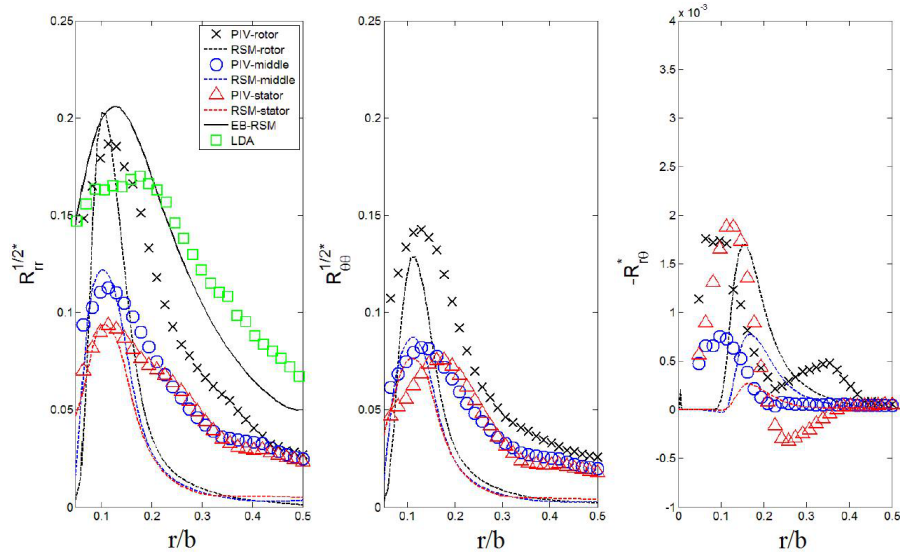 0.25
0.2
0.15
0.1
0.05
0
0.1
0.2
0.3
0.4
0.5
R_rr^1/2*
r/b
PIV-rotor
RSM-rotor
PIV-middle
RSM-middle
PIV-stator
RSM-stator
EB-RSM
LDA
0.25
0.2
0.15
0.1
0.05
0
0.1
0.2
0.3
0.4
0.5
R_θθ^1/2*
r/b
4 x 10^-3
3.5
3
2.5
2
1.5
1
0.5
0
-0.5
-1
0
0.1
0.2
0.3
0.4
0.5
-R_rθ^*
r/b